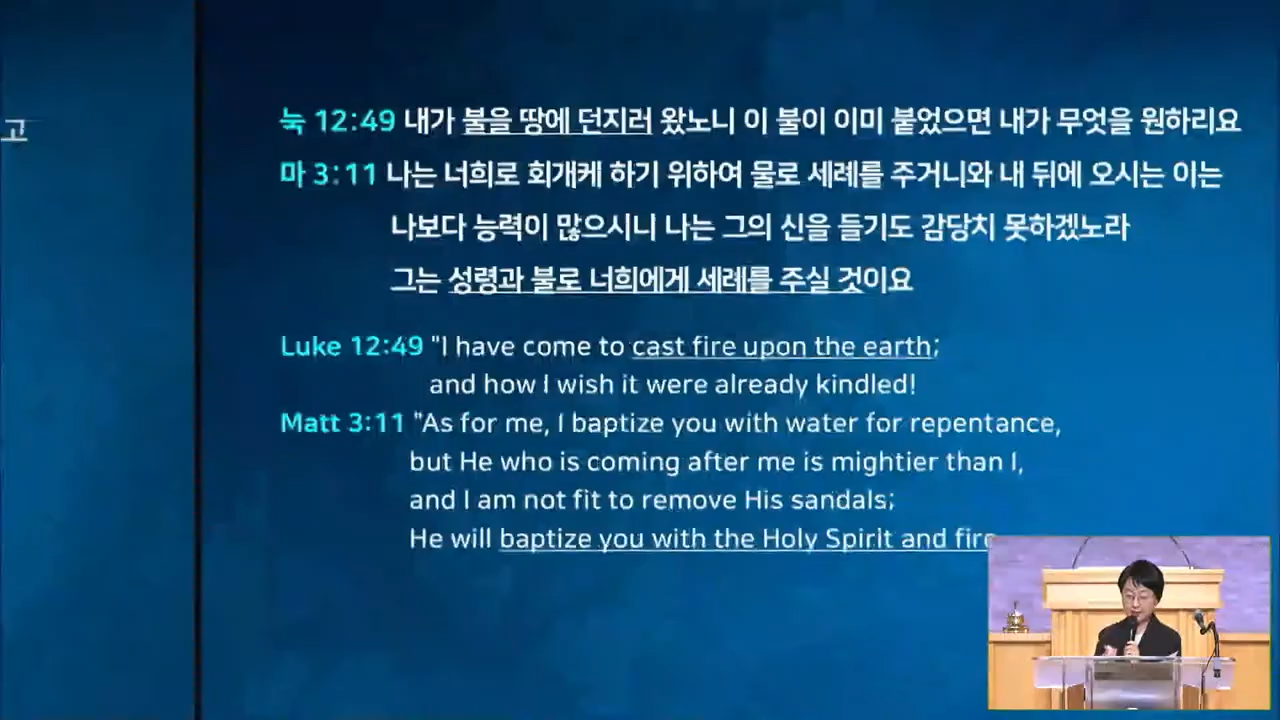 고
눅 12:49 내가 불을 땅에 던지러 왔노니 이 불이 이미 붙었으면 내가 무엇을 원하리요
마 3:11 나는 너희로 회개케 하기 위하여 물로 세례를 주거니와 내 뒤에 오시는 이는
나보다 능력이 많으시니 나는 그의 신을 들기도 감당치 못하겠노라
그는 성령과 불로 너희에게 세례를 주실 것이요
Luke 12:49 "I have come to cast fire upon the earth;
and how I wish it were already kindled!
Matt 3:11 "As for me, I baptize you with water for repentance,
but He who is coming after me is mightier than I,
and I am not fit to remove His sandals;
He will baptize you with the Holy Spirit and fire